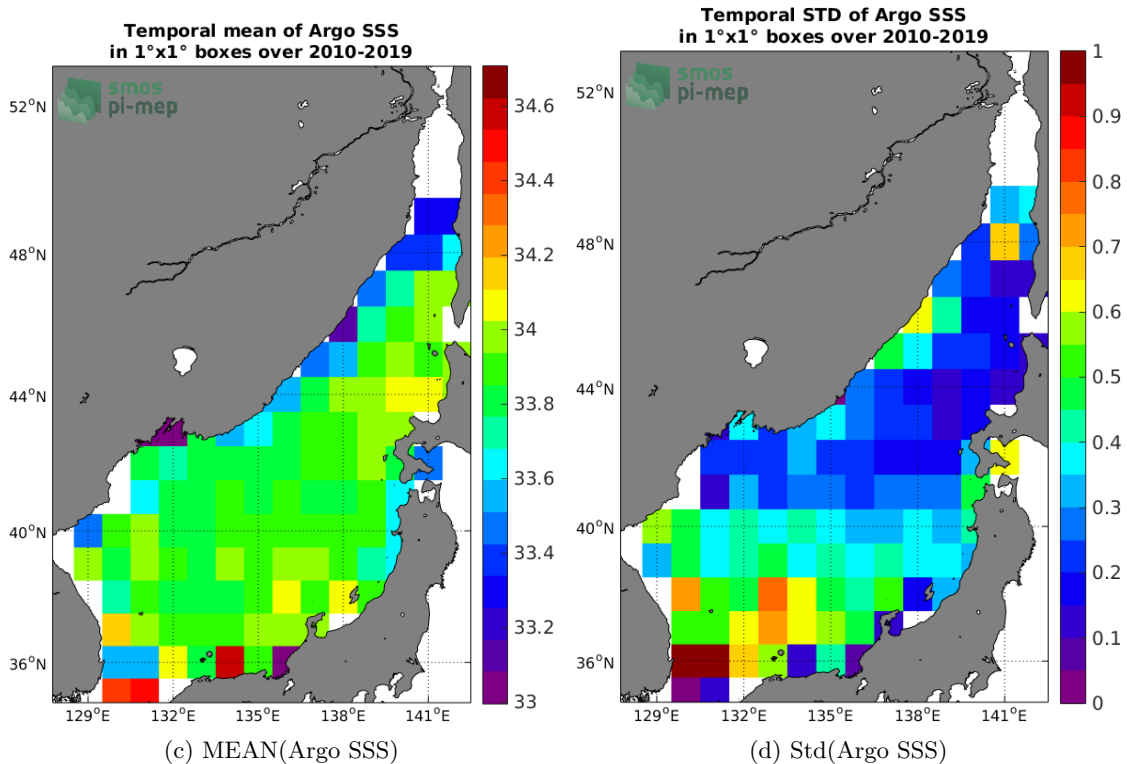 Temporal mean of Argo SSS
in 1°x1° boxes over 2010-2019
smos
pi-mep
52°N
48°N
44°N
40°N
36°N
129°E
132°E
135°E
138°E
141°E
34.6
34.4
34.2
34
33.8
33.6
33.4
33.2
33
(c) MEAN(Argo SSS)
Temporal STD of Argo SSS
in 1°x1° boxes over 2010-2019
smos
pi-mep
52°N
48°N
44°N
40°N
36°N
129°E
132°E
135°E
138°E
141°E
1
0.9
0.8
0.7
0.6
0.5
0.4
0.3
0.2
0.1
0
(d) Std(Argo SSS)